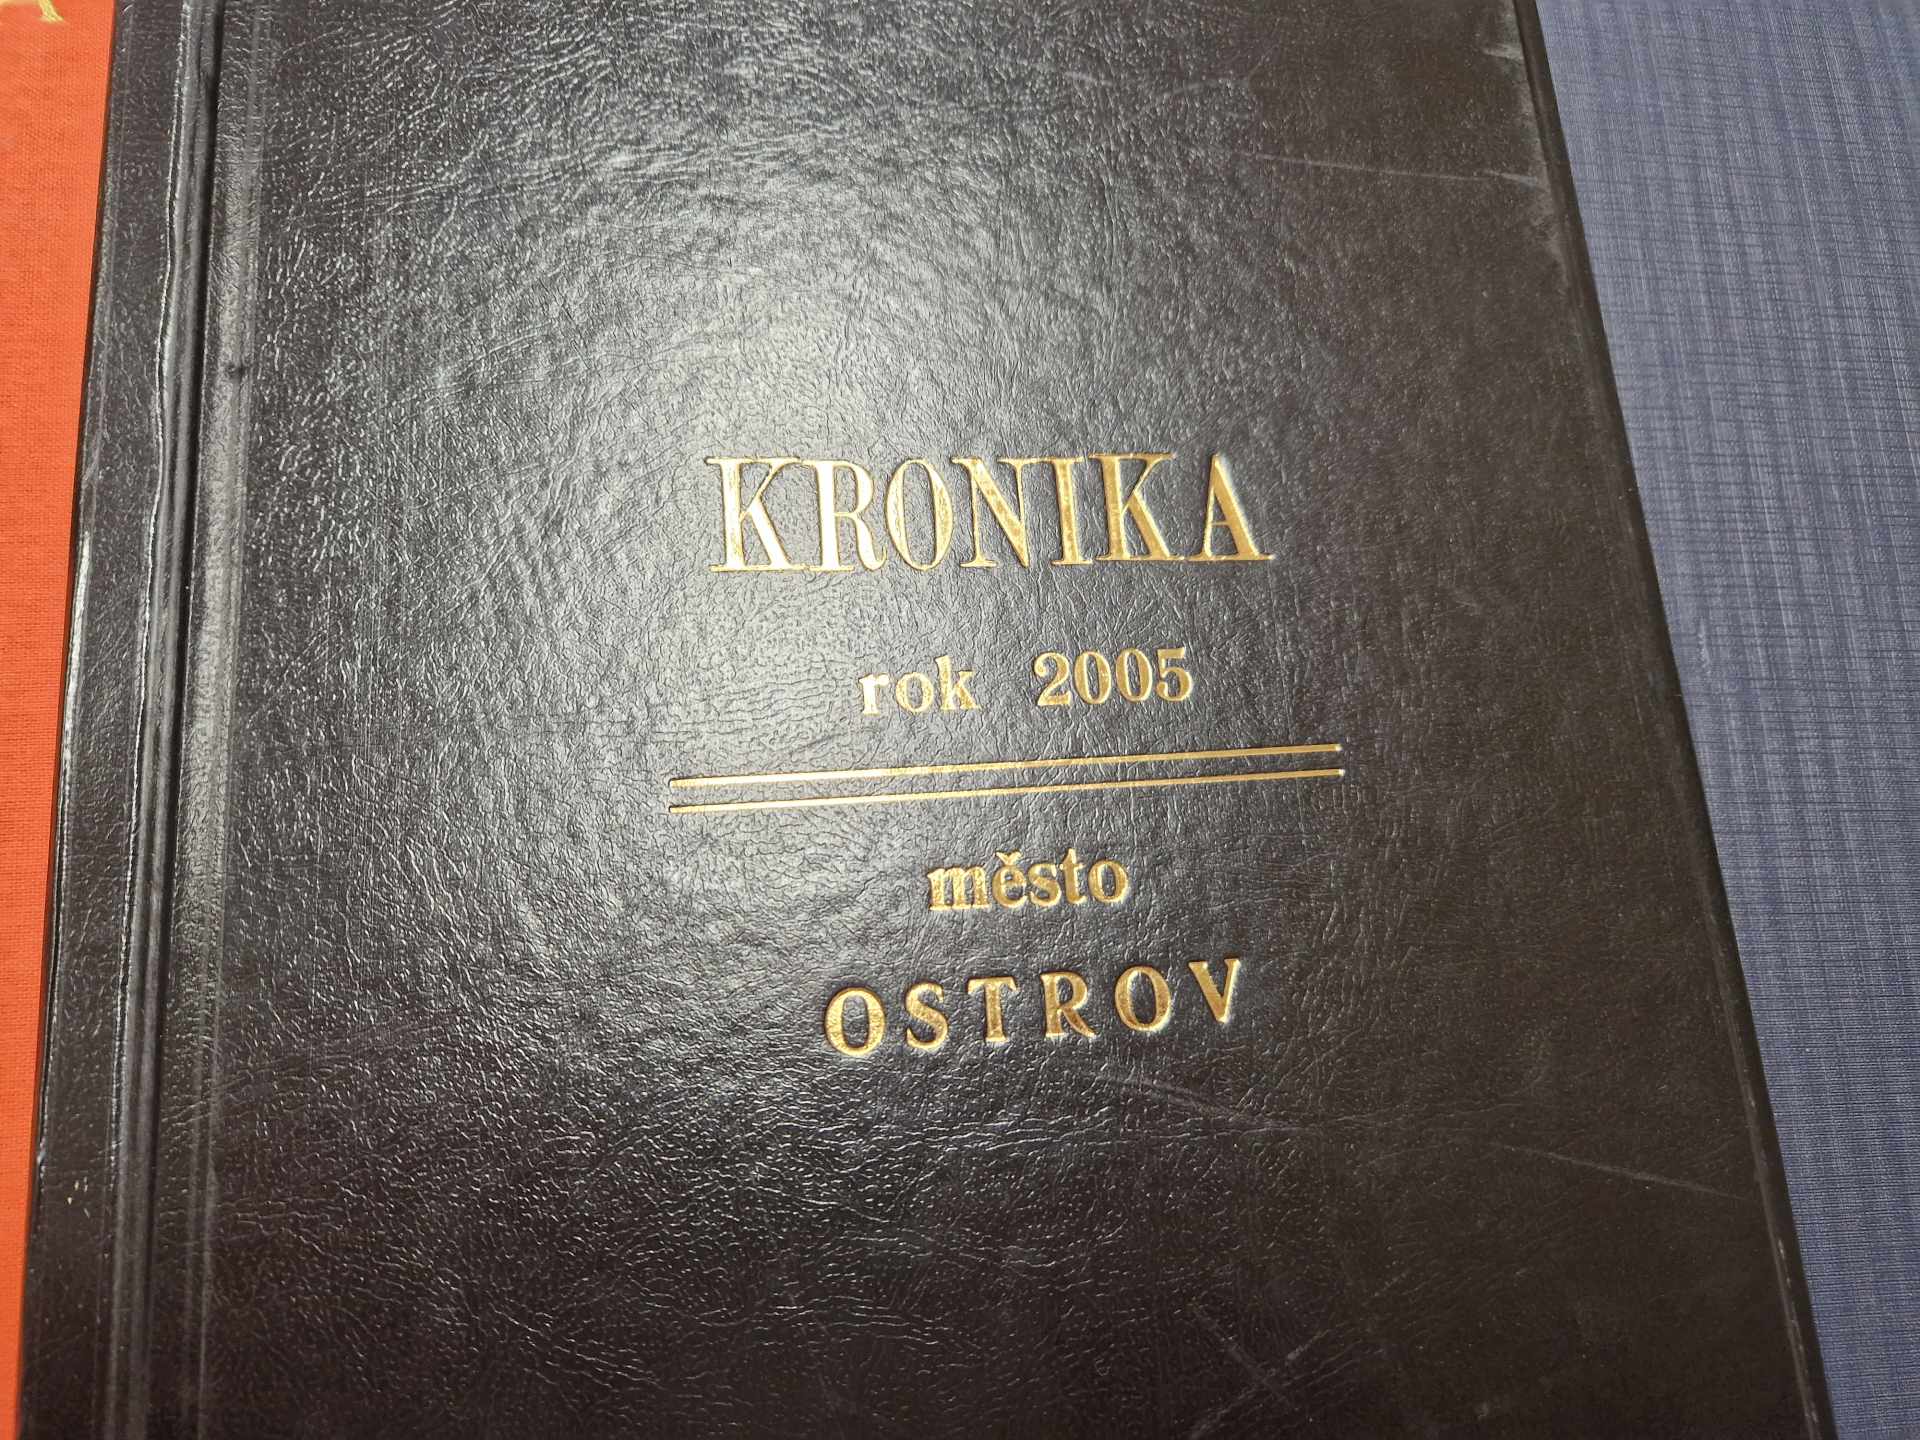 KRONIKA
rok 2005
město
OSTROV